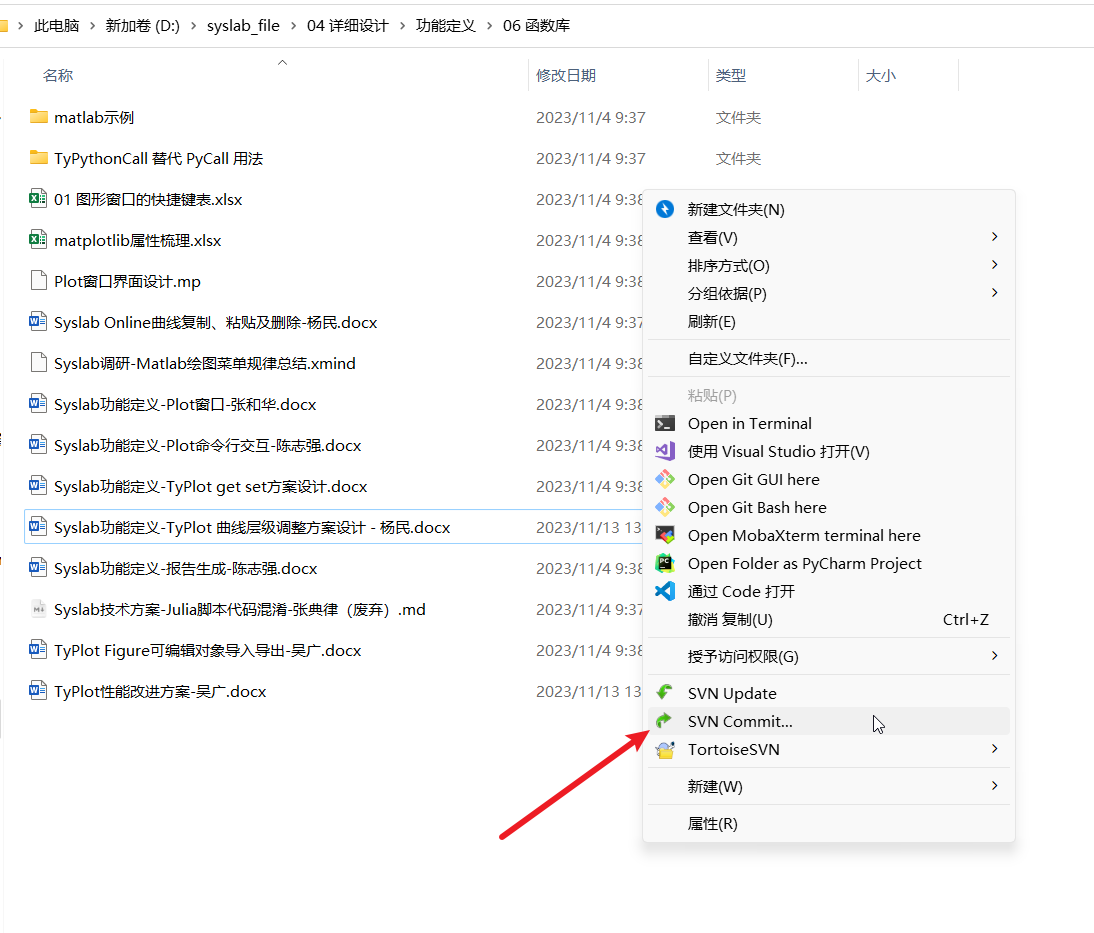 此电脑 > 新加卷 (D:) > syslab_file > 04 详细设计 > 功能定义 > 06 函数库
名称 修改日期 类型 大小
matlab示例 2023/11/4 9:37 文件夹
TyPythonCall 替代 PyCall 用法 2023/11/4 9:37 文件夹
01 图形窗口的快捷键表.xlsx 2023/11/4 9:38
matplotlib属性梳理.xlsx 2023/11/4 9:38
Plot窗口界面设计.mp 2023/11/4 9:38
Syslab Online曲线复制、粘贴及删除-杨民.docx 2023/11/4 9:37
Syslab调研-Matlab绘图菜单规律总结.xmind 2023/11/4 9:38
Syslab功能定义-Plot窗口-张和华.docx 2023/11/4 9:38
Syslab功能定义-Plot命令行交互-陈志强.docx 2023/11/4 9:38
Syslab功能定义-TyPlot get set方案设计.docx 2023/11/4 9:38
Syslab功能定义-TyPlot 曲线层级调整方案设计 - 杨民.docx 2023/11/13 13
Syslab功能定义-报告生成-陈志强.docx 2023/11/4 9:38
Syslab技术方案-Julia脚本代码混淆-张典律（废弃）.md 2023/11/4 9:37
TyPlot Figure可编辑对象导入导出-吴广.docx 2023/11/4 9:38
TyPlot性能改进方案-吴广.docx 2023/11/13 13
新建文件夹(N)
查看(V)
排序方式(O)
分组依据(P)
刷新(E)
自定义文件夹(F)...
粘贴(P)
Open in Terminal
使用 Visual Studio 打开(V)
Open Git GUI here
Open Git Bash here
Open MobaXterm terminal here
Open Folder as PyCharm Project
通过 Code 打开
撤消 复制(U) Ctrl+Z
授予访问权限(G)
SVN Update
SVN Commit...
TortoiseSVN
新建(W)
属性(R)